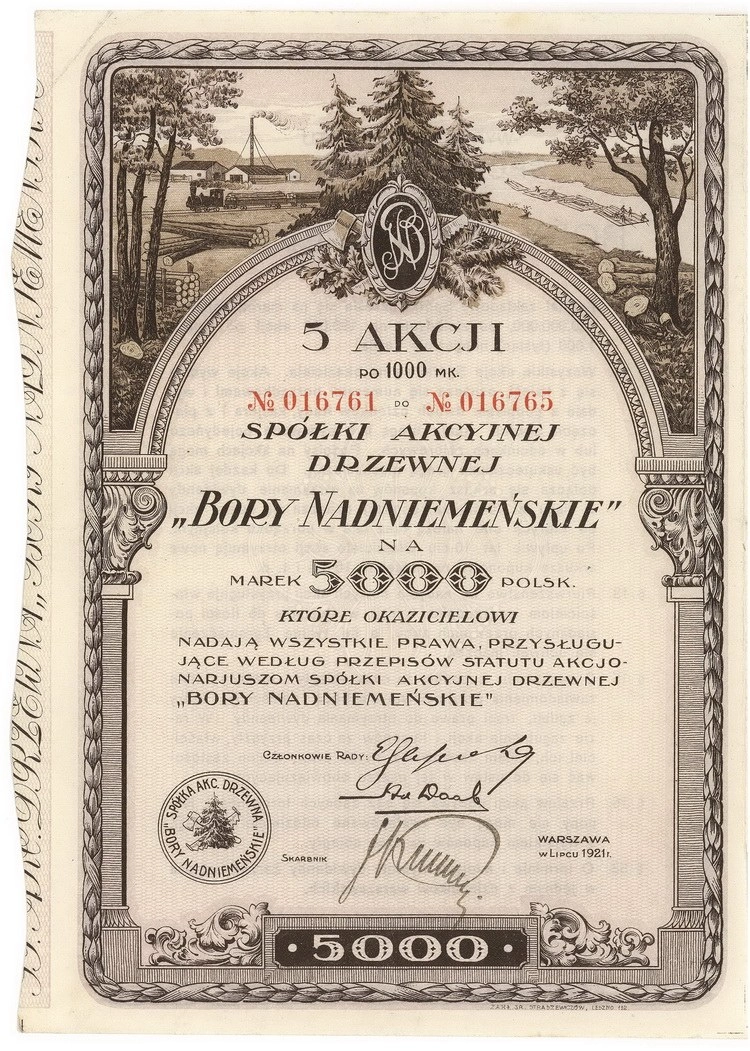 5 AKCJI
PO 1000 MK.
№ 016761 DO № 016765
SPÓŁKI AKCYJNEJ
DRZEWNEJ
„BORY NADNIEMEŃSKIE"
NA
MAREK 5000 POLSK.
KTÓRE OKAZICIELOWI
NADAJĄ WSZYSTKIE PRAWA, PRZYSŁUGU-
JĄCE WEDŁUG PRZEPISÓW STATUTU AKCJO-
NARJUSZOM SPÓŁKI AKCYJNEJ DRZEWNEJ
„BORY NADNIEMEŃSKIE"
CZŁONKOWIE RADY:
SPÓŁKA AKC. DRZEWNA
„BORY NADNIEMEŃSKIE"
SKARBNIK
WARSZAWA
W LIPCU 1921 r.
5000